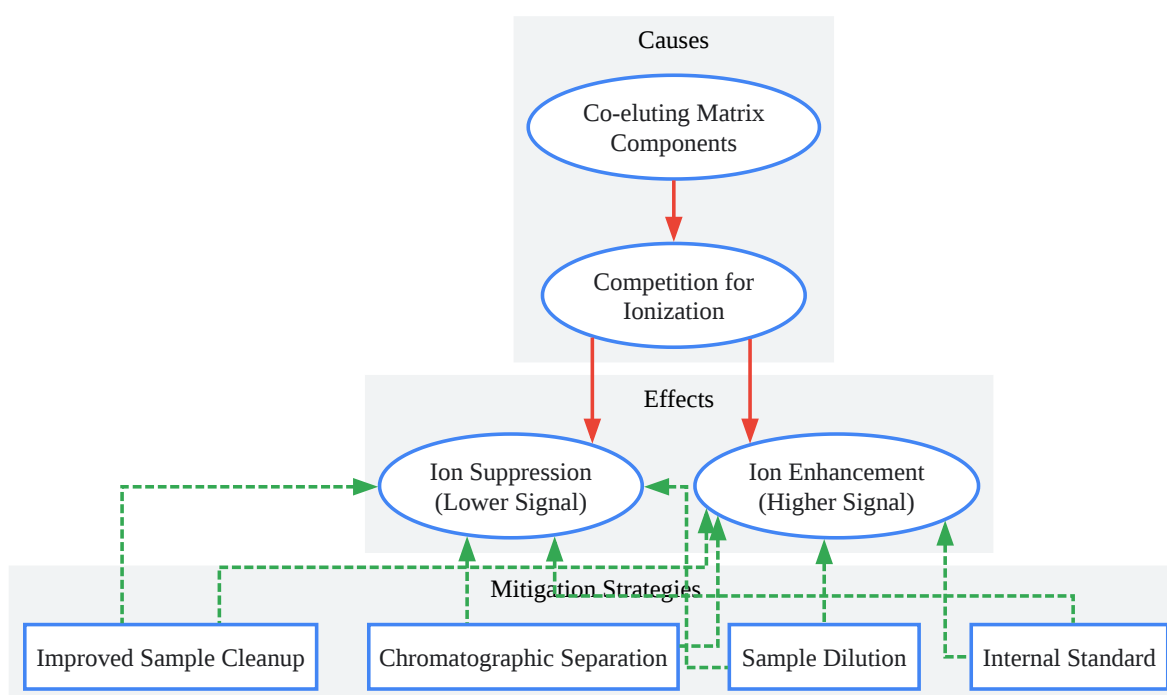 Causes
Co-eluting Matrix
Components
Competition for
Ionization
Effects
Ion Suppression
(Lower Signal)
Ion Enhancement
(Higher Signal)
Mitigation Strategies
Improved Sample Cleanup
Chromatographic Separation
Sample Dilution
Internal Standard